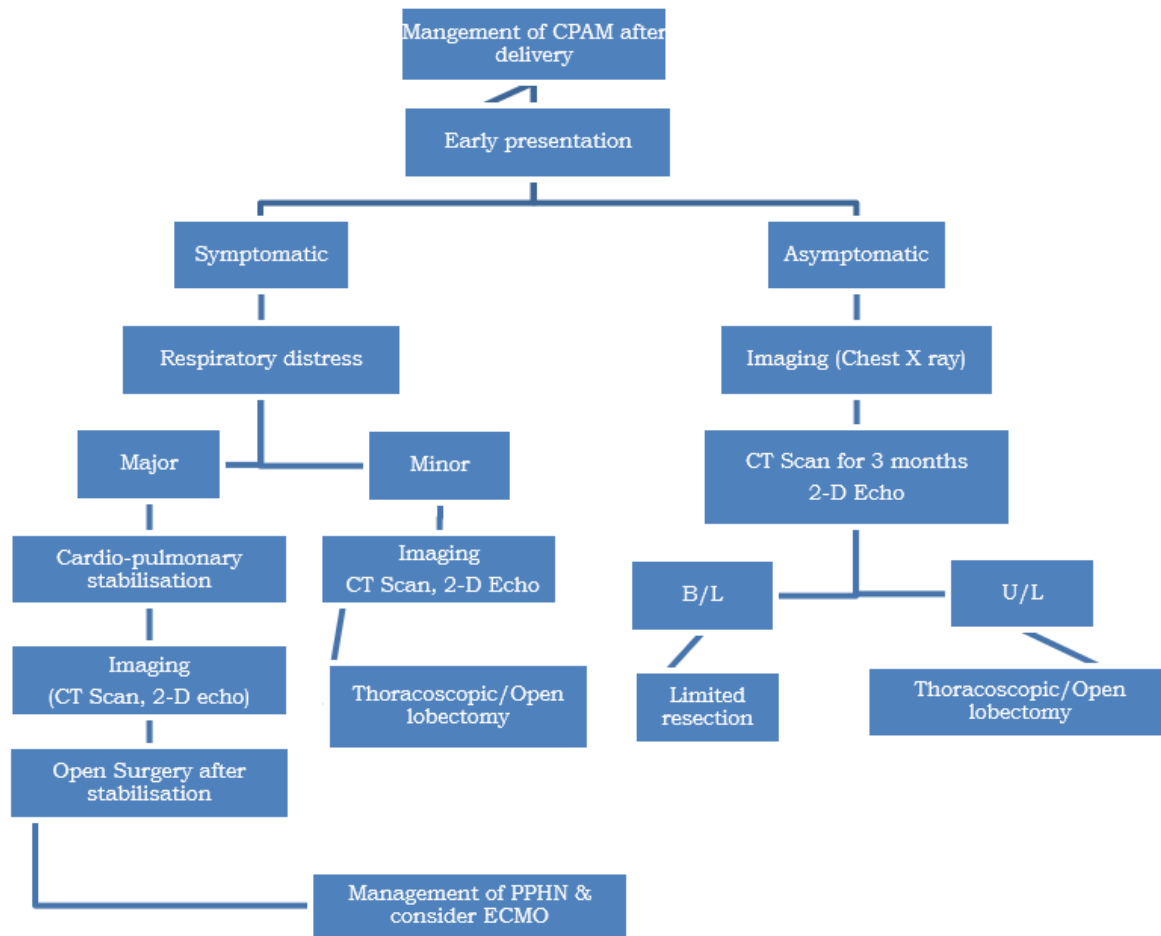 Mangement of CPAM after
delivery
Early presentation
Symptomatic
Asymptomatic
Respiratory distress
Imaging (Chest X ray)
Major
Minor
CT Scan for 3 months
2-D Echo
Cardio-pulmonary
stabilisation
Imaging
CT Scan, 2-D Echo
B/L
U/L
Imaging
(CT Scan, 2-D echo)
Thoracoscopic/Open
lobectomy
Limited
resection
Thoracoscopic/Open
lobectomy
Open Surgery after
stabilisation
Management of PPHN &
consider ECMO